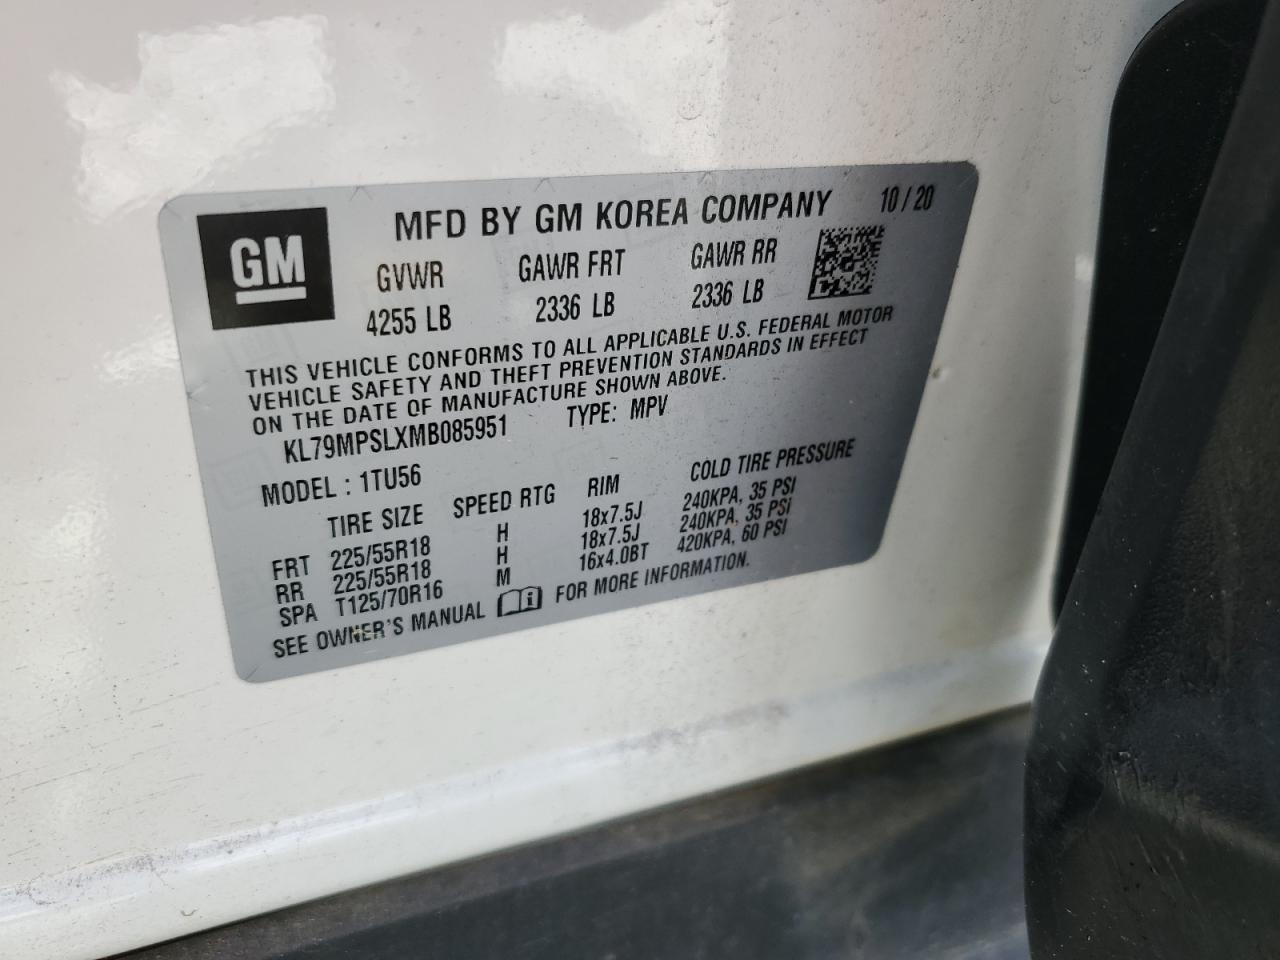 GM
MFD BY GM KOREA COMPANY 10/20
GVWR GAWR FRT GAWR RR
4255 LB 2336 LB 2336 LB
THIS VEHICLE CONFORMS TO ALL APPLICABLE U.S. FEDERAL MOTOR
VEHICLE SAFETY AND THEFT PREVENTION STANDARDS IN EFFECT
ON THE DATE OF MANUFACTURE SHOWN ABOVE.
KL79MPSLXMB085951 TYPE: MPV
MODEL : 1TU56
TIRE SIZE SPEED RTG RIM COLD TIRE PRESSURE
FRT 225/55R18 H 18x7.5J 240KPA, 35 PSI
RR 225/55R18 H 18x7.5J 240KPA, 35 PSI
SPA T125/70R16 M 16x4.0BT 420KPA, 60 PSI
SEE OWNER'S MANUAL FOR MORE INFORMATION.